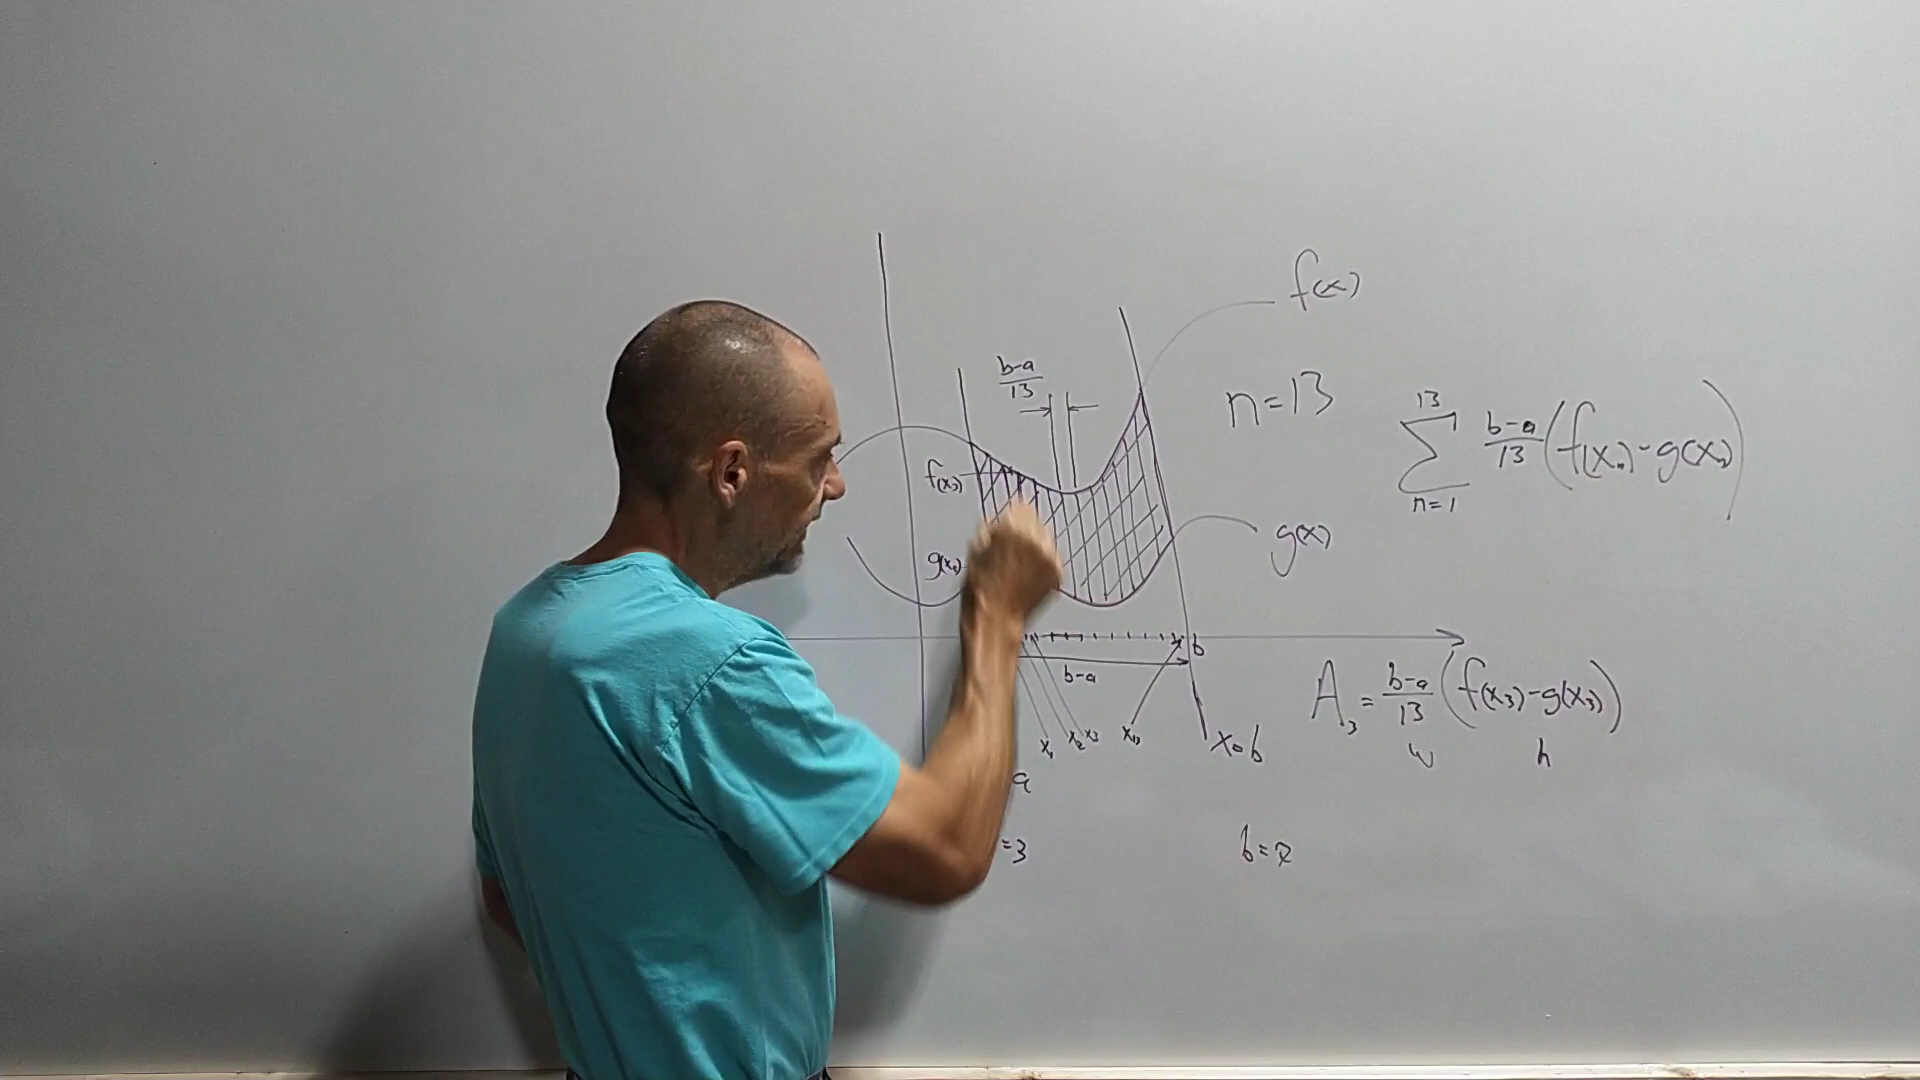 f(x)
b-a
13
n=13
13
∑ b-a/13 (f(xₙ)-g(xₙ))
n=1
f(x₃)
g(x)
g(x₃)
b
b-a
A₃ = b-a/13 (f(x₃)-g(x₃))
w h
x₁ x₂ x₃ x₁₃
x=b
a
=3
b=